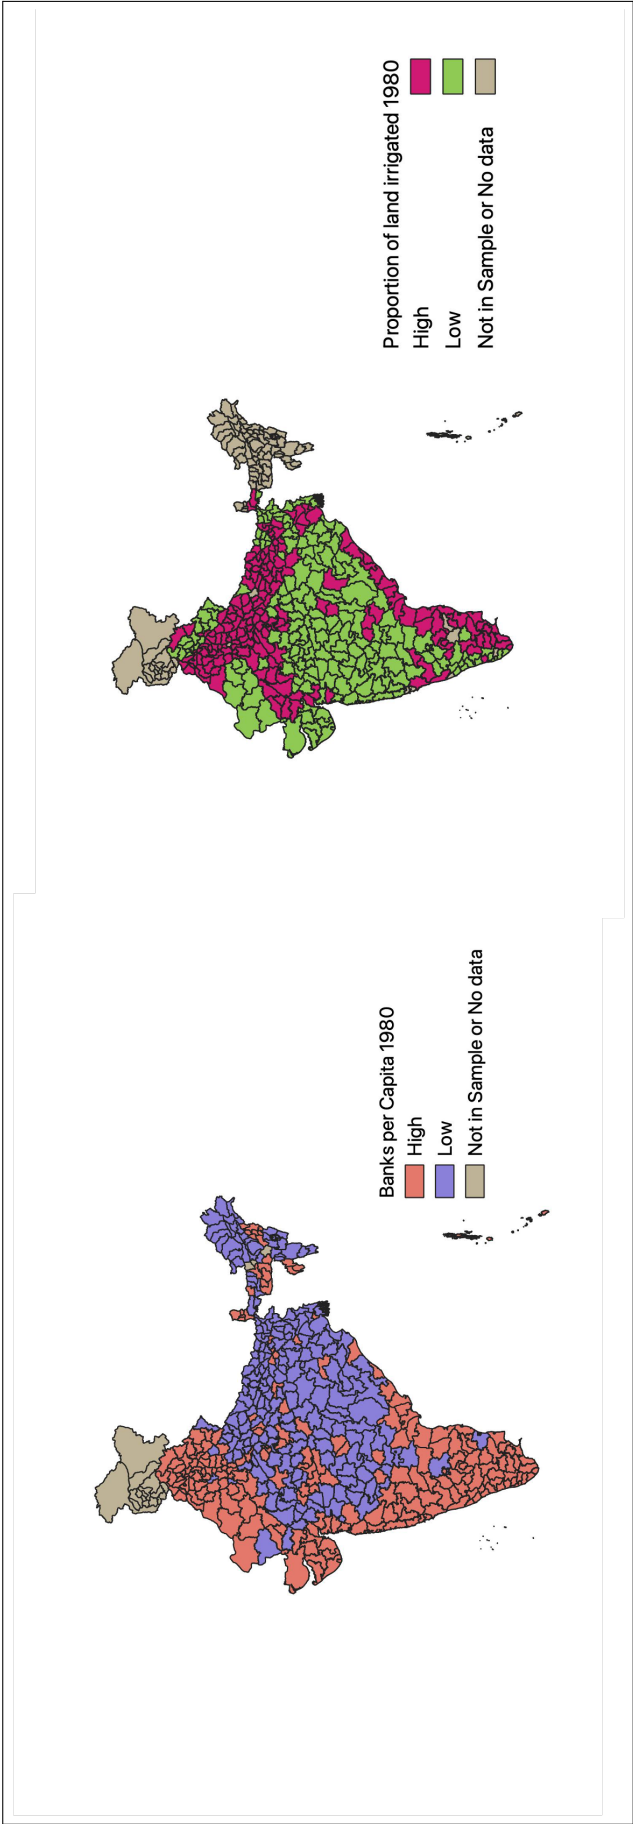 Banks per Capita 1980
High
Low
Not in Sample or No data
Proportion of land irrigated 1980
High
Low
Not in Sample or No data